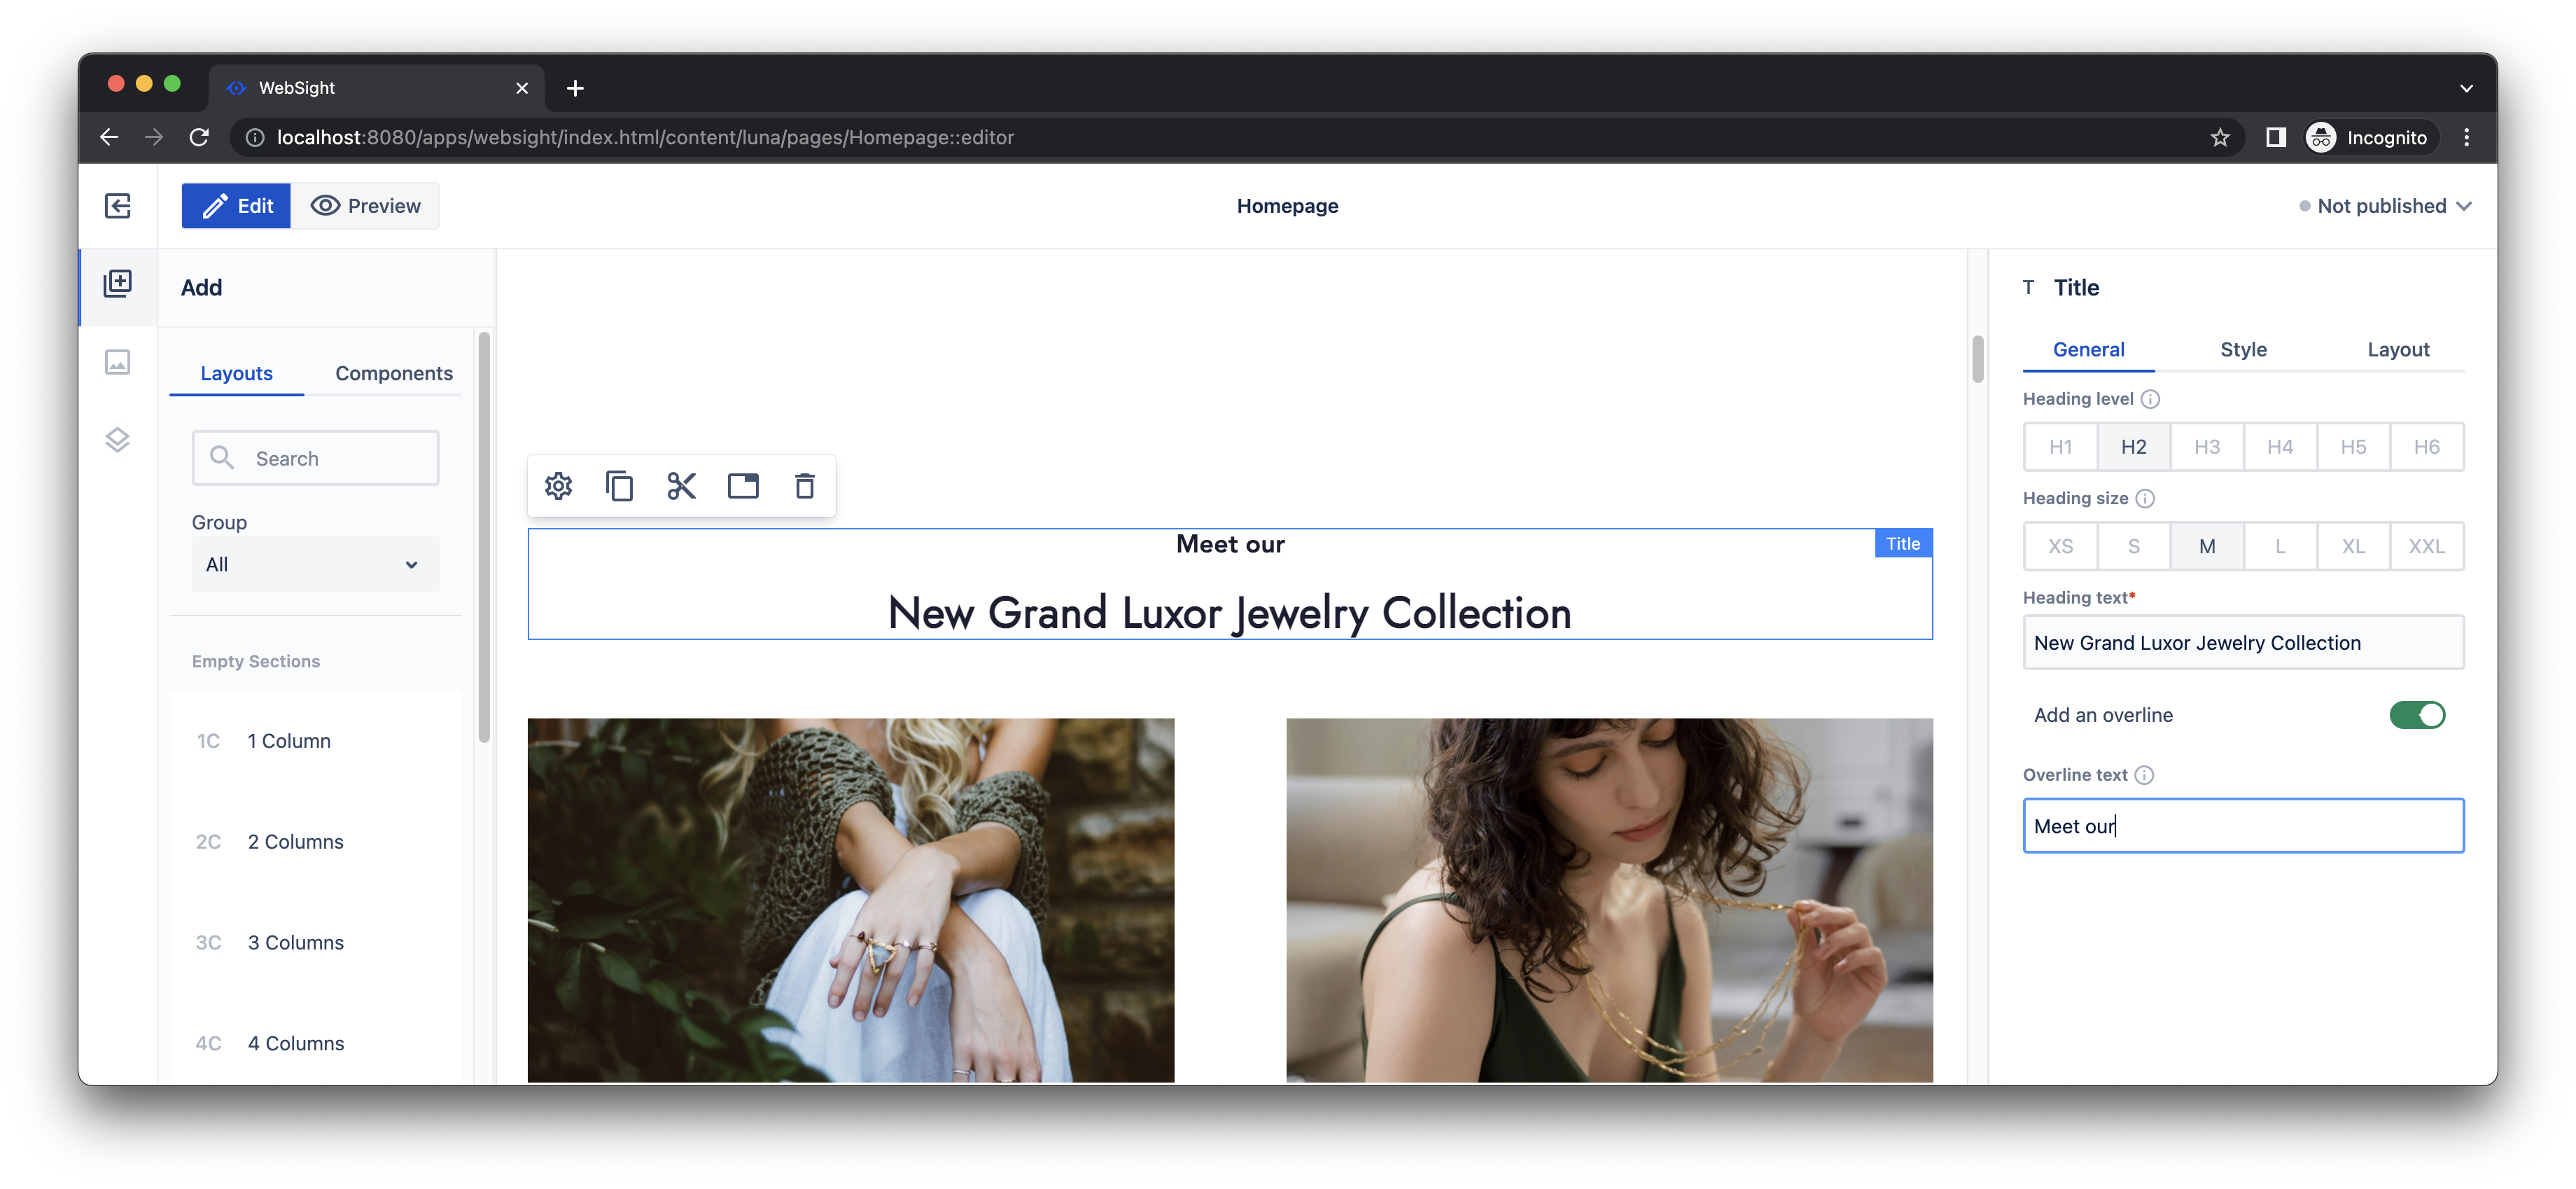 WebSight
localhost:8080/apps/websight/index.html/content/luna/pages/Homepage::editor
Incognito
Edit
Preview
Homepage
Not published
Add
Layouts
Components
Search
Group
All
Empty Sections
1C 1 Column
2C 2 Columns
3C 3 Columns
4C 4 Columns
Meet our
Title
New Grand Luxor Jewelry Collection
T Title
General
Style
Layout
Heading level
H1 H2 H3 H4 H5 H6
Heading size
XS S M L XL XXL
Heading text*
New Grand Luxor Jewelry Collection
Add an overline
Overline text
Meet our